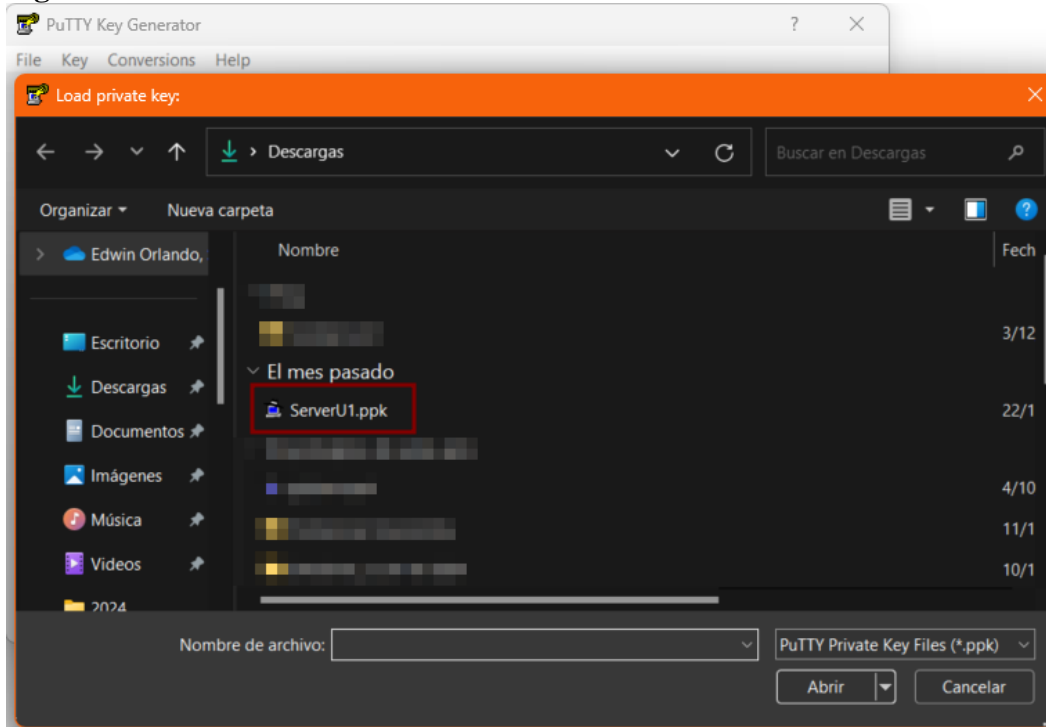 PuTTY Key Generator
File Key Conversions Help
Load private key:
Descargas
Buscar en Descargas
Organizar Nueva carpeta
Nombre Fech
Edwin Orlando,
3/12
Escritorio
El mes pasado
Descargas
ServerU1.ppk 22/1
Documentos
Imágenes
4/10
Música
11/1
Videos
10/1
2024
Nombre de archivo:
PuTTY Private Key Files (*.ppk)
Abrir Cancelar